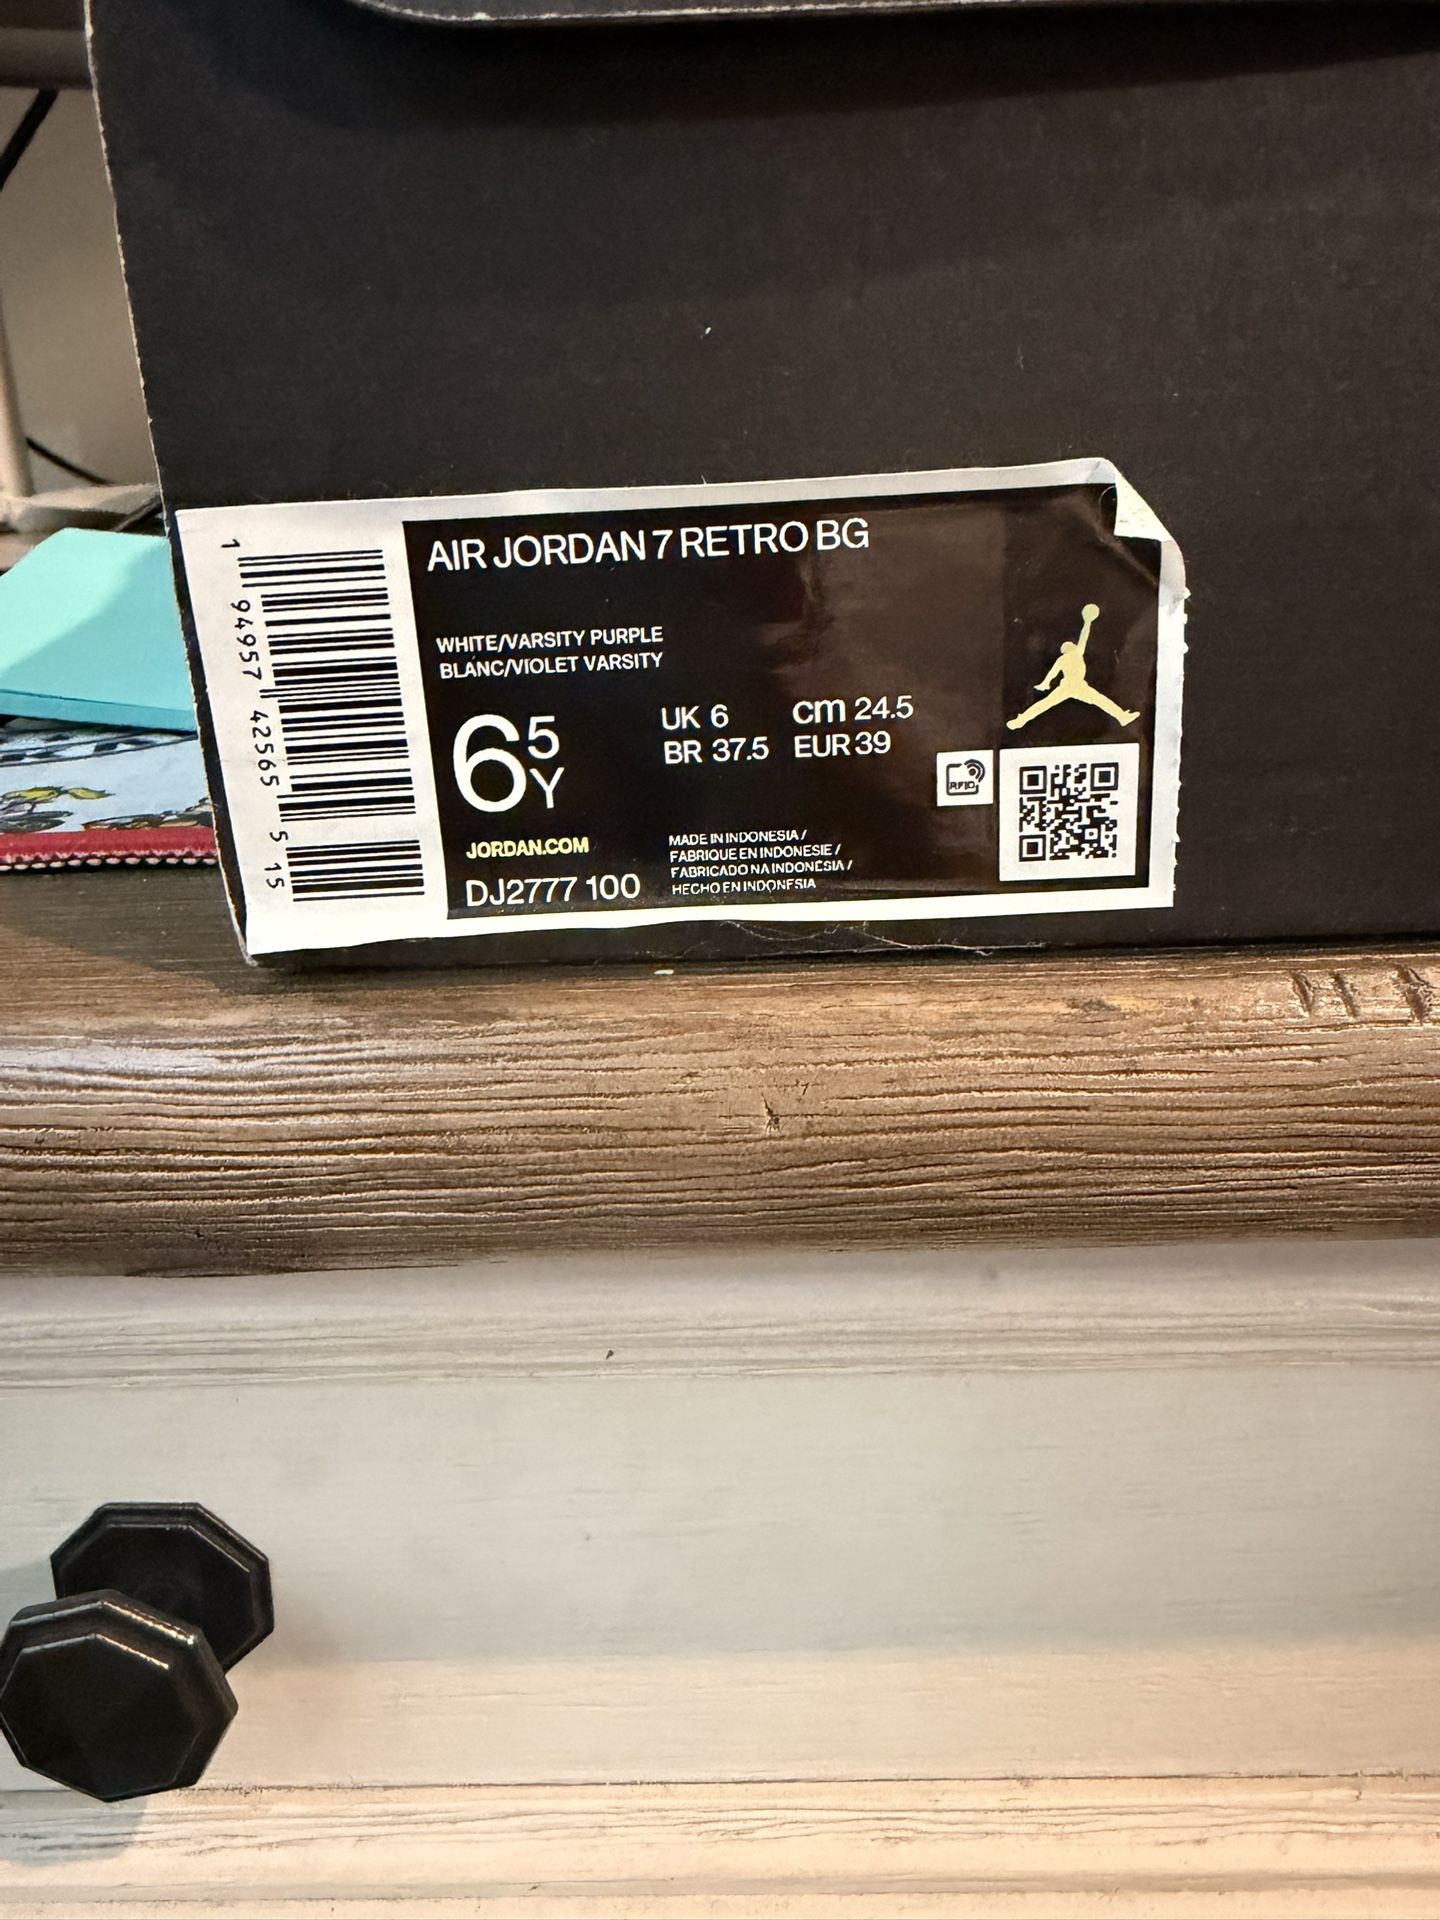 AIR JORDAN 7 RETRO BG
WHITE/VARSITY PURPLE
BLANC/VIOLET VARSITY
6 5 Y
UK 6 cm 24.5
BR 37.5 EUR 39
JORDAN.COM
DJ2777 100
MADE IN INDONESIA /
FABRIQUE EN INDONESIE /
FABRICADO NA INDONÉSIA /
HECHO EN INDONESIA
RFID
1 94957 42565 5 15